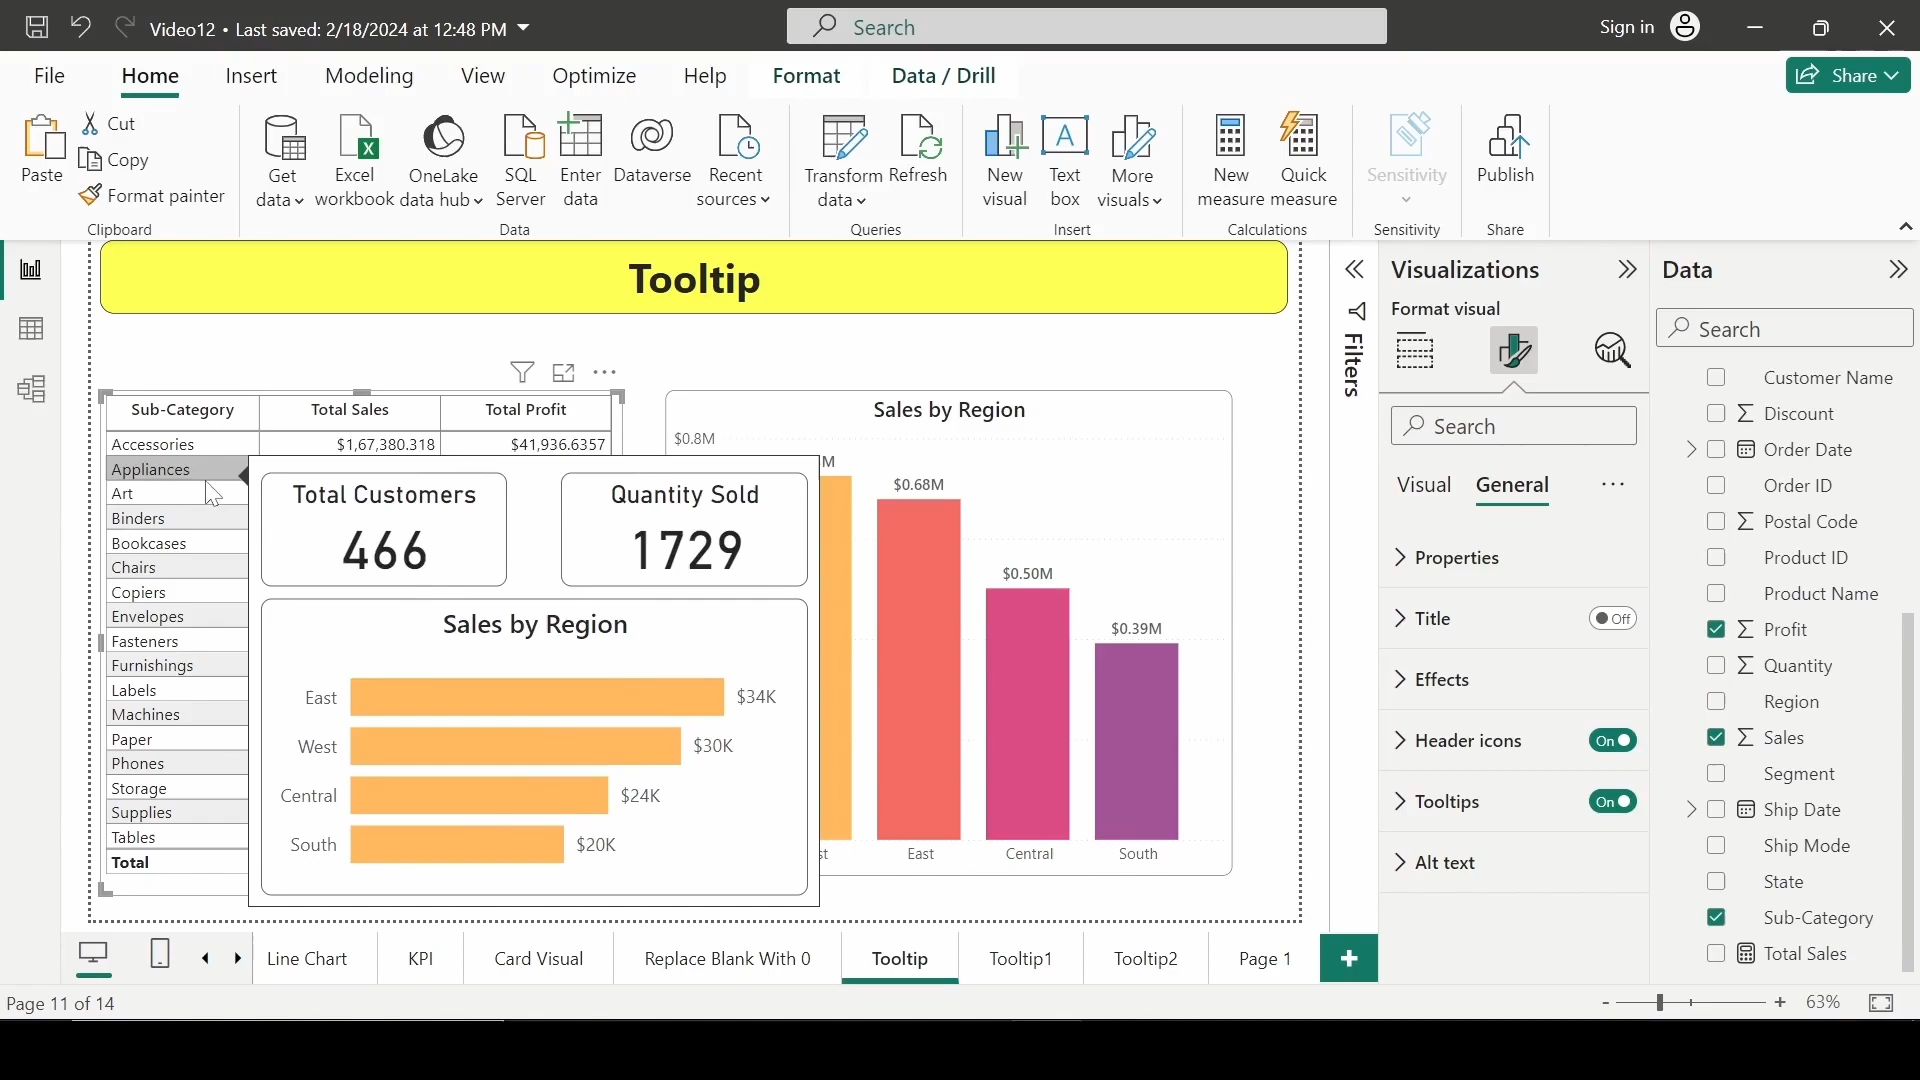 Video12 • Last saved: 2/18/2024 at 12:48 PM
Search
Sign in
File
Home
Insert
Modeling
View
Optimize
Help
Format
Data / Drill
Share
Paste
Cut
Copy
Format painter
Clipboard
Get data
Excel workbook
OneLake data hub
SQL Server
Enter data
Dataverse
Recent sources
Data
Transform data
Refresh
Queries
New visual
Text box
More visuals
Insert
New measure
Quick measure
Calculations
Sensitivity
Sensitivity
Publish
Share
Tooltip
Sub-Category Total Sales Total Profit
Accessories $1,67,380.318 $41,936.6357
Appliances
Art
Binders
Bookcases
Chairs
Copiers
Envelopes
Fasteners
Furnishings
Labels
Machines
Paper
Phones
Storage
Supplies
Tables
Total
Total Customers
466
Quantity Sold
1729
Sales by Region
East $34K
West $30K
Central $24K
South $20K
Sales by Region
$0.8M
M
$0.68M
$0.50M
$0.39M
st
East
Central
South
Filters
Visualizations
Format visual
Search
Visual
General
Properties
Title Off
Effects
Header icons On
Tooltips On
Alt text
Data
Search
Customer Name
Discount
Order Date
Order ID
Postal Code
Product ID
Product Name
Profit
Quantity
Region
Sales
Segment
Ship Date
Ship Mode
State
Sub-Category
Total Sales
Line Chart
KPI
Card Visual
Replace Blank With 0
Tooltip
Tooltip1
Tooltip2
Page 1
+
Page 11 of 14
- + 63%